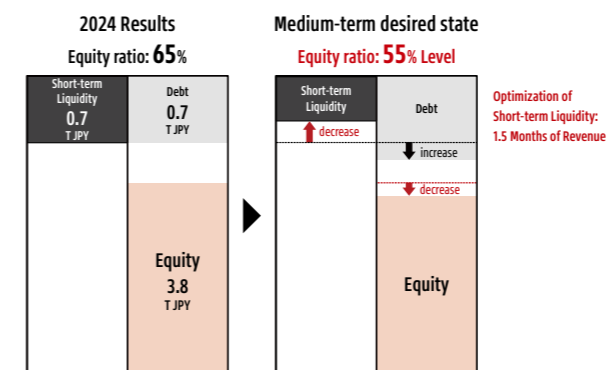 2024 Results
Equity ratio: 65%
Short-term
Liquidity
0.7
T JPY
Debt
0.7
T JPY
Equity
3.8
T JPY
Medium-term desired state
Equity ratio: 55% Level
Short-term
Liquidity
decrease
Debt
increase
decrease
Equity
Optimization of
Short-term Liquidity:
1.5 Months of Revenue